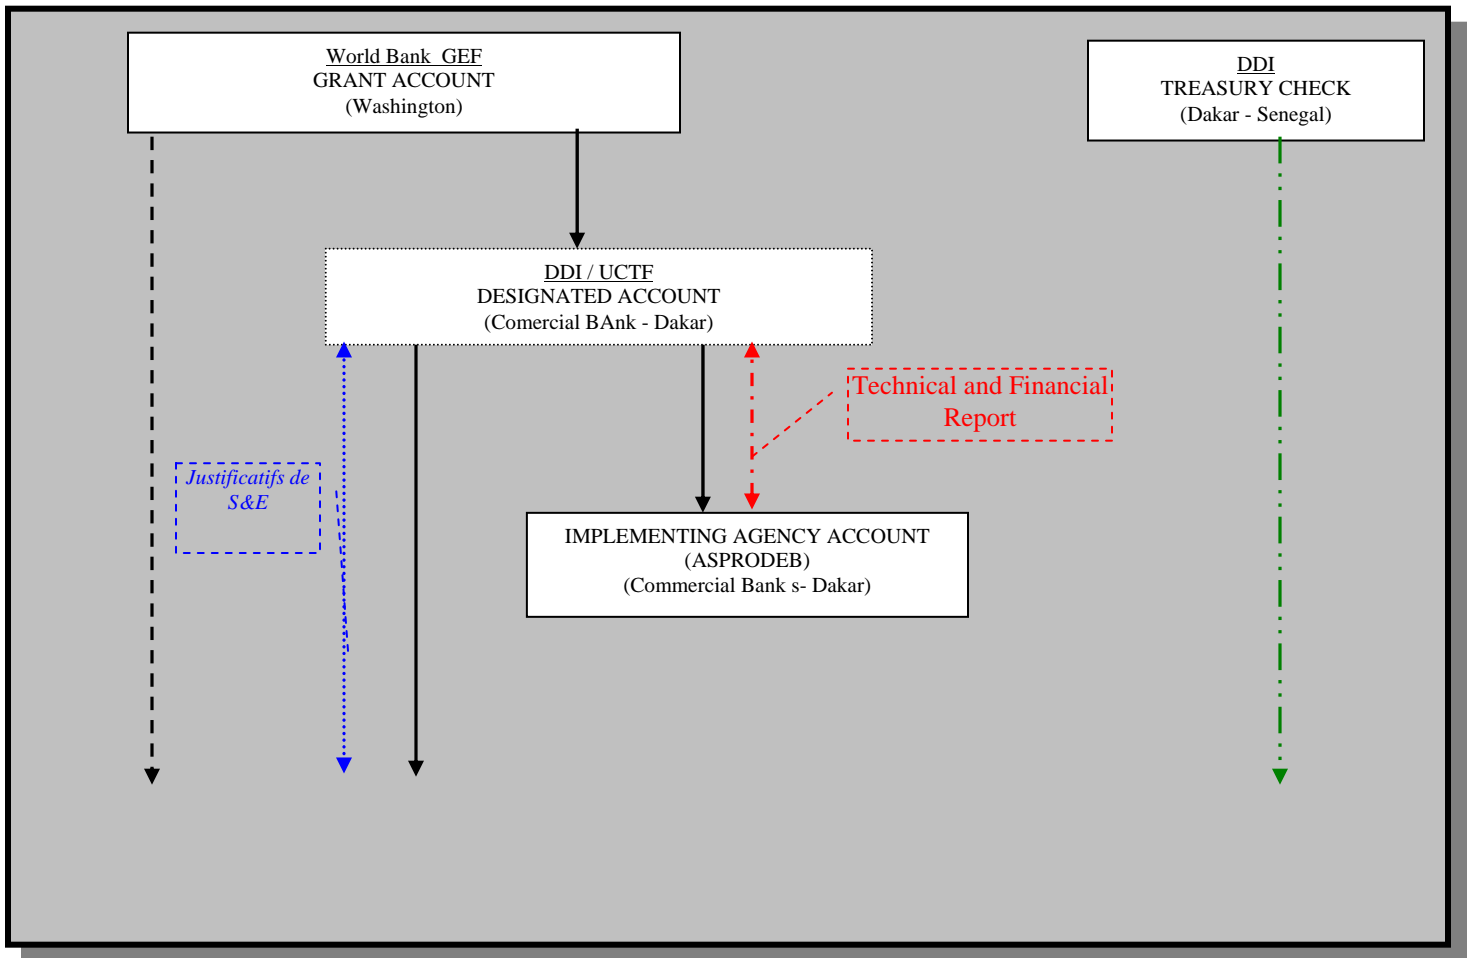 World Bank  GEF
GRANT ACCOUNT
(Washington)
DDI
TREASURY CHECK
(Dakar - Senegal)
DDI / UCTF
DESIGNATED ACCOUNT
(Comercial BAnk - Dakar)
Technical and Financial
Report
Justificatifs de
S&E
IMPLEMENTING AGENCY ACCOUNT
(ASPRODEB)
(Commercial Bank s- Dakar)